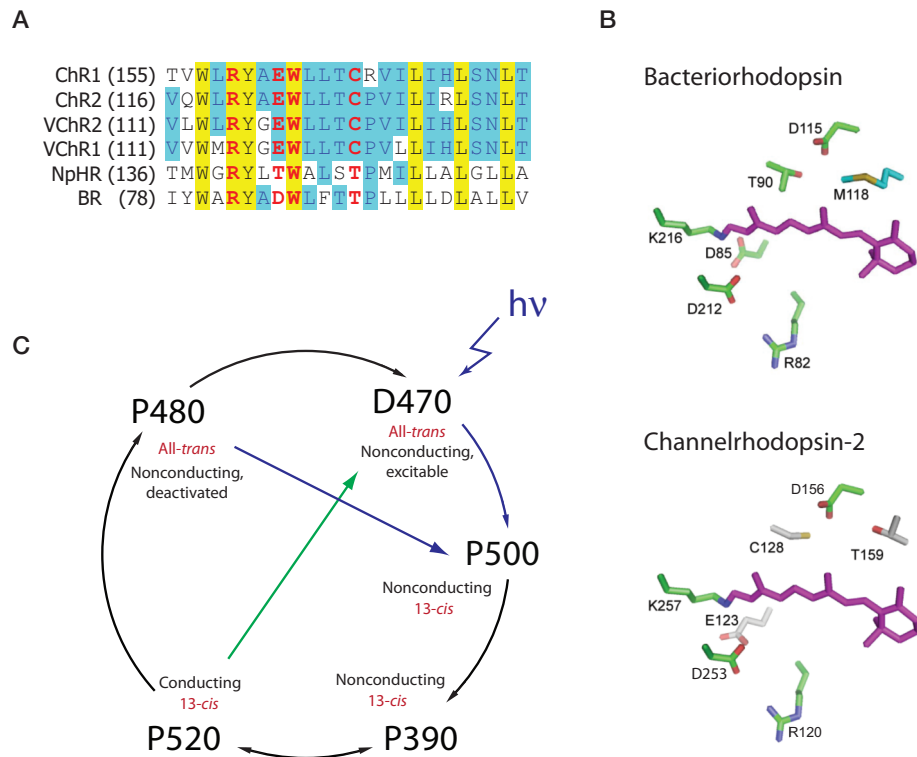 A
ChR1 (155) TVWLRYAEWLLTCRVILIHLSNLT
ChR2 (116) VQWLRYAEWLLTCPVILIRLSNLT
VChR2 (111) VLWLRYGEWLLTCPVILIHLSNLT
VChR1 (111) VVWMRYGEWLLTCPVLLIHLSNLT
NpHR (136) TMWGRYLTWALSTPMILLALGLLA
BR (78) IYWARYADWLFTTPLLLLDLALLV
B
Bacteriorhodopsin
D115
T90
M118
K216
D85
D212
R82
Channelrhodopsin-2
D156
C128
T159
K257
E123
D253
R120
C
hν
P480
All-trans
Nonconducting,
deactivated
D470
All-trans
Nonconducting,
excitable
P500
Nonconducting
13-cis
Conducting
13-cis
P520
Nonconducting
13-cis
P390